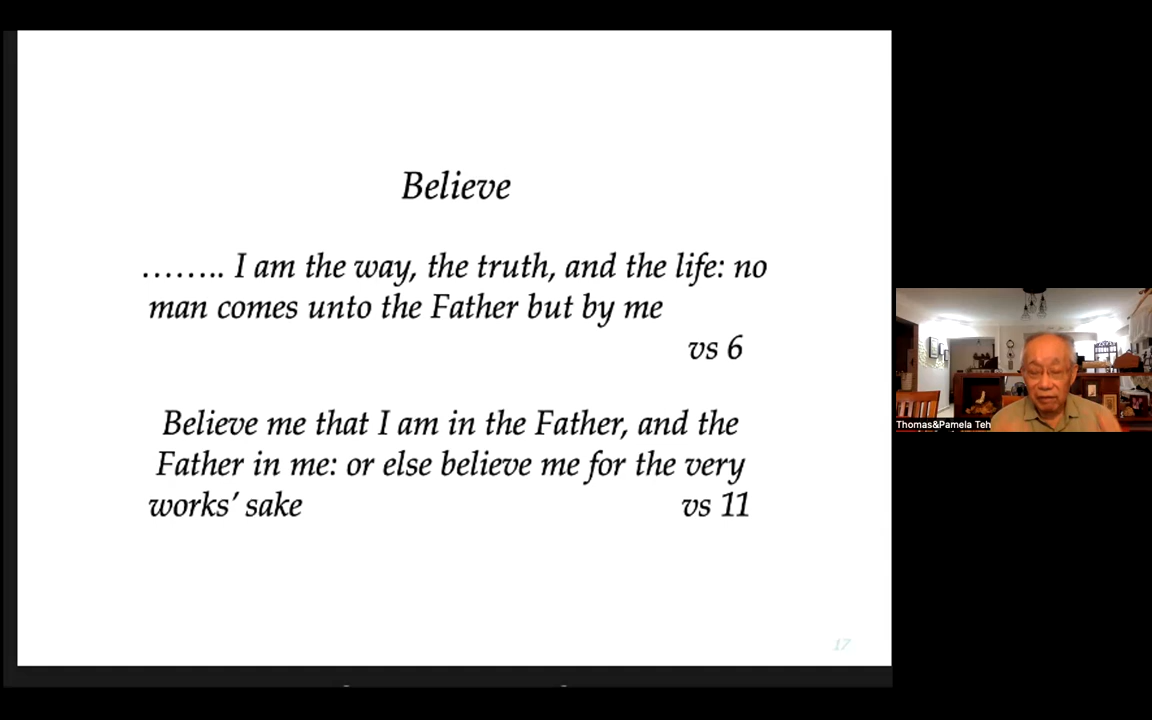 Believe
…….. I am the way, the truth, and the life: no
man comes unto the Father but by me
vs 6
Believe me that I am in the Father, and the
Father in me: or else believe me for the very
works’ sake vs 11
17
Thomas&Pamela Teh